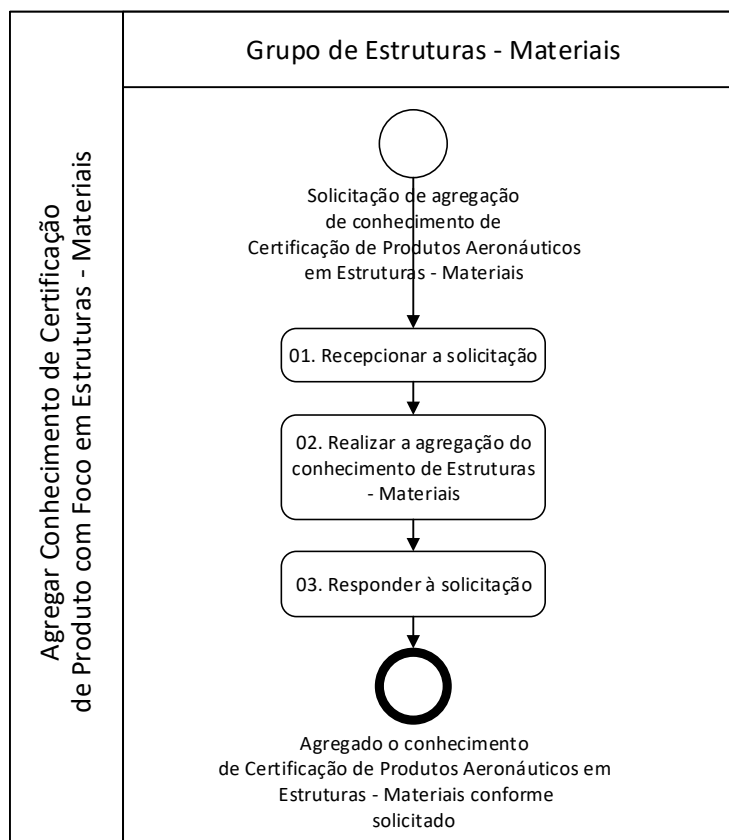 Agregar Conhecimento de Certificação
de Produto com Foco em Estruturas - Materiais
Grupo de Estruturas - Materiais
Solicitação de agregação
de conhecimento de
Certificação de Produtos Aeronáuticos
em Estruturas - Materiais
01. Recepcionar a solicitação
02. Realizar a agregação do
conhecimento de Estruturas
- Materiais
03. Responder à solicitação
Agregado o conhecimento
de Certificação de Produtos Aeronáuticos em
Estruturas - Materiais conforme
solicitado